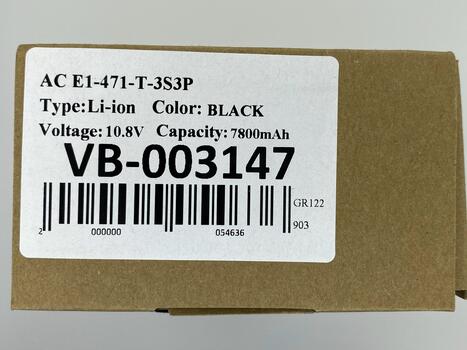 AC E1-471-T-3S3P
Type:Li-ion Color: BLACK
Voltage: 10.8V Capacity: 7800mAh
VB-003147
GR122
903
2 000000 054636